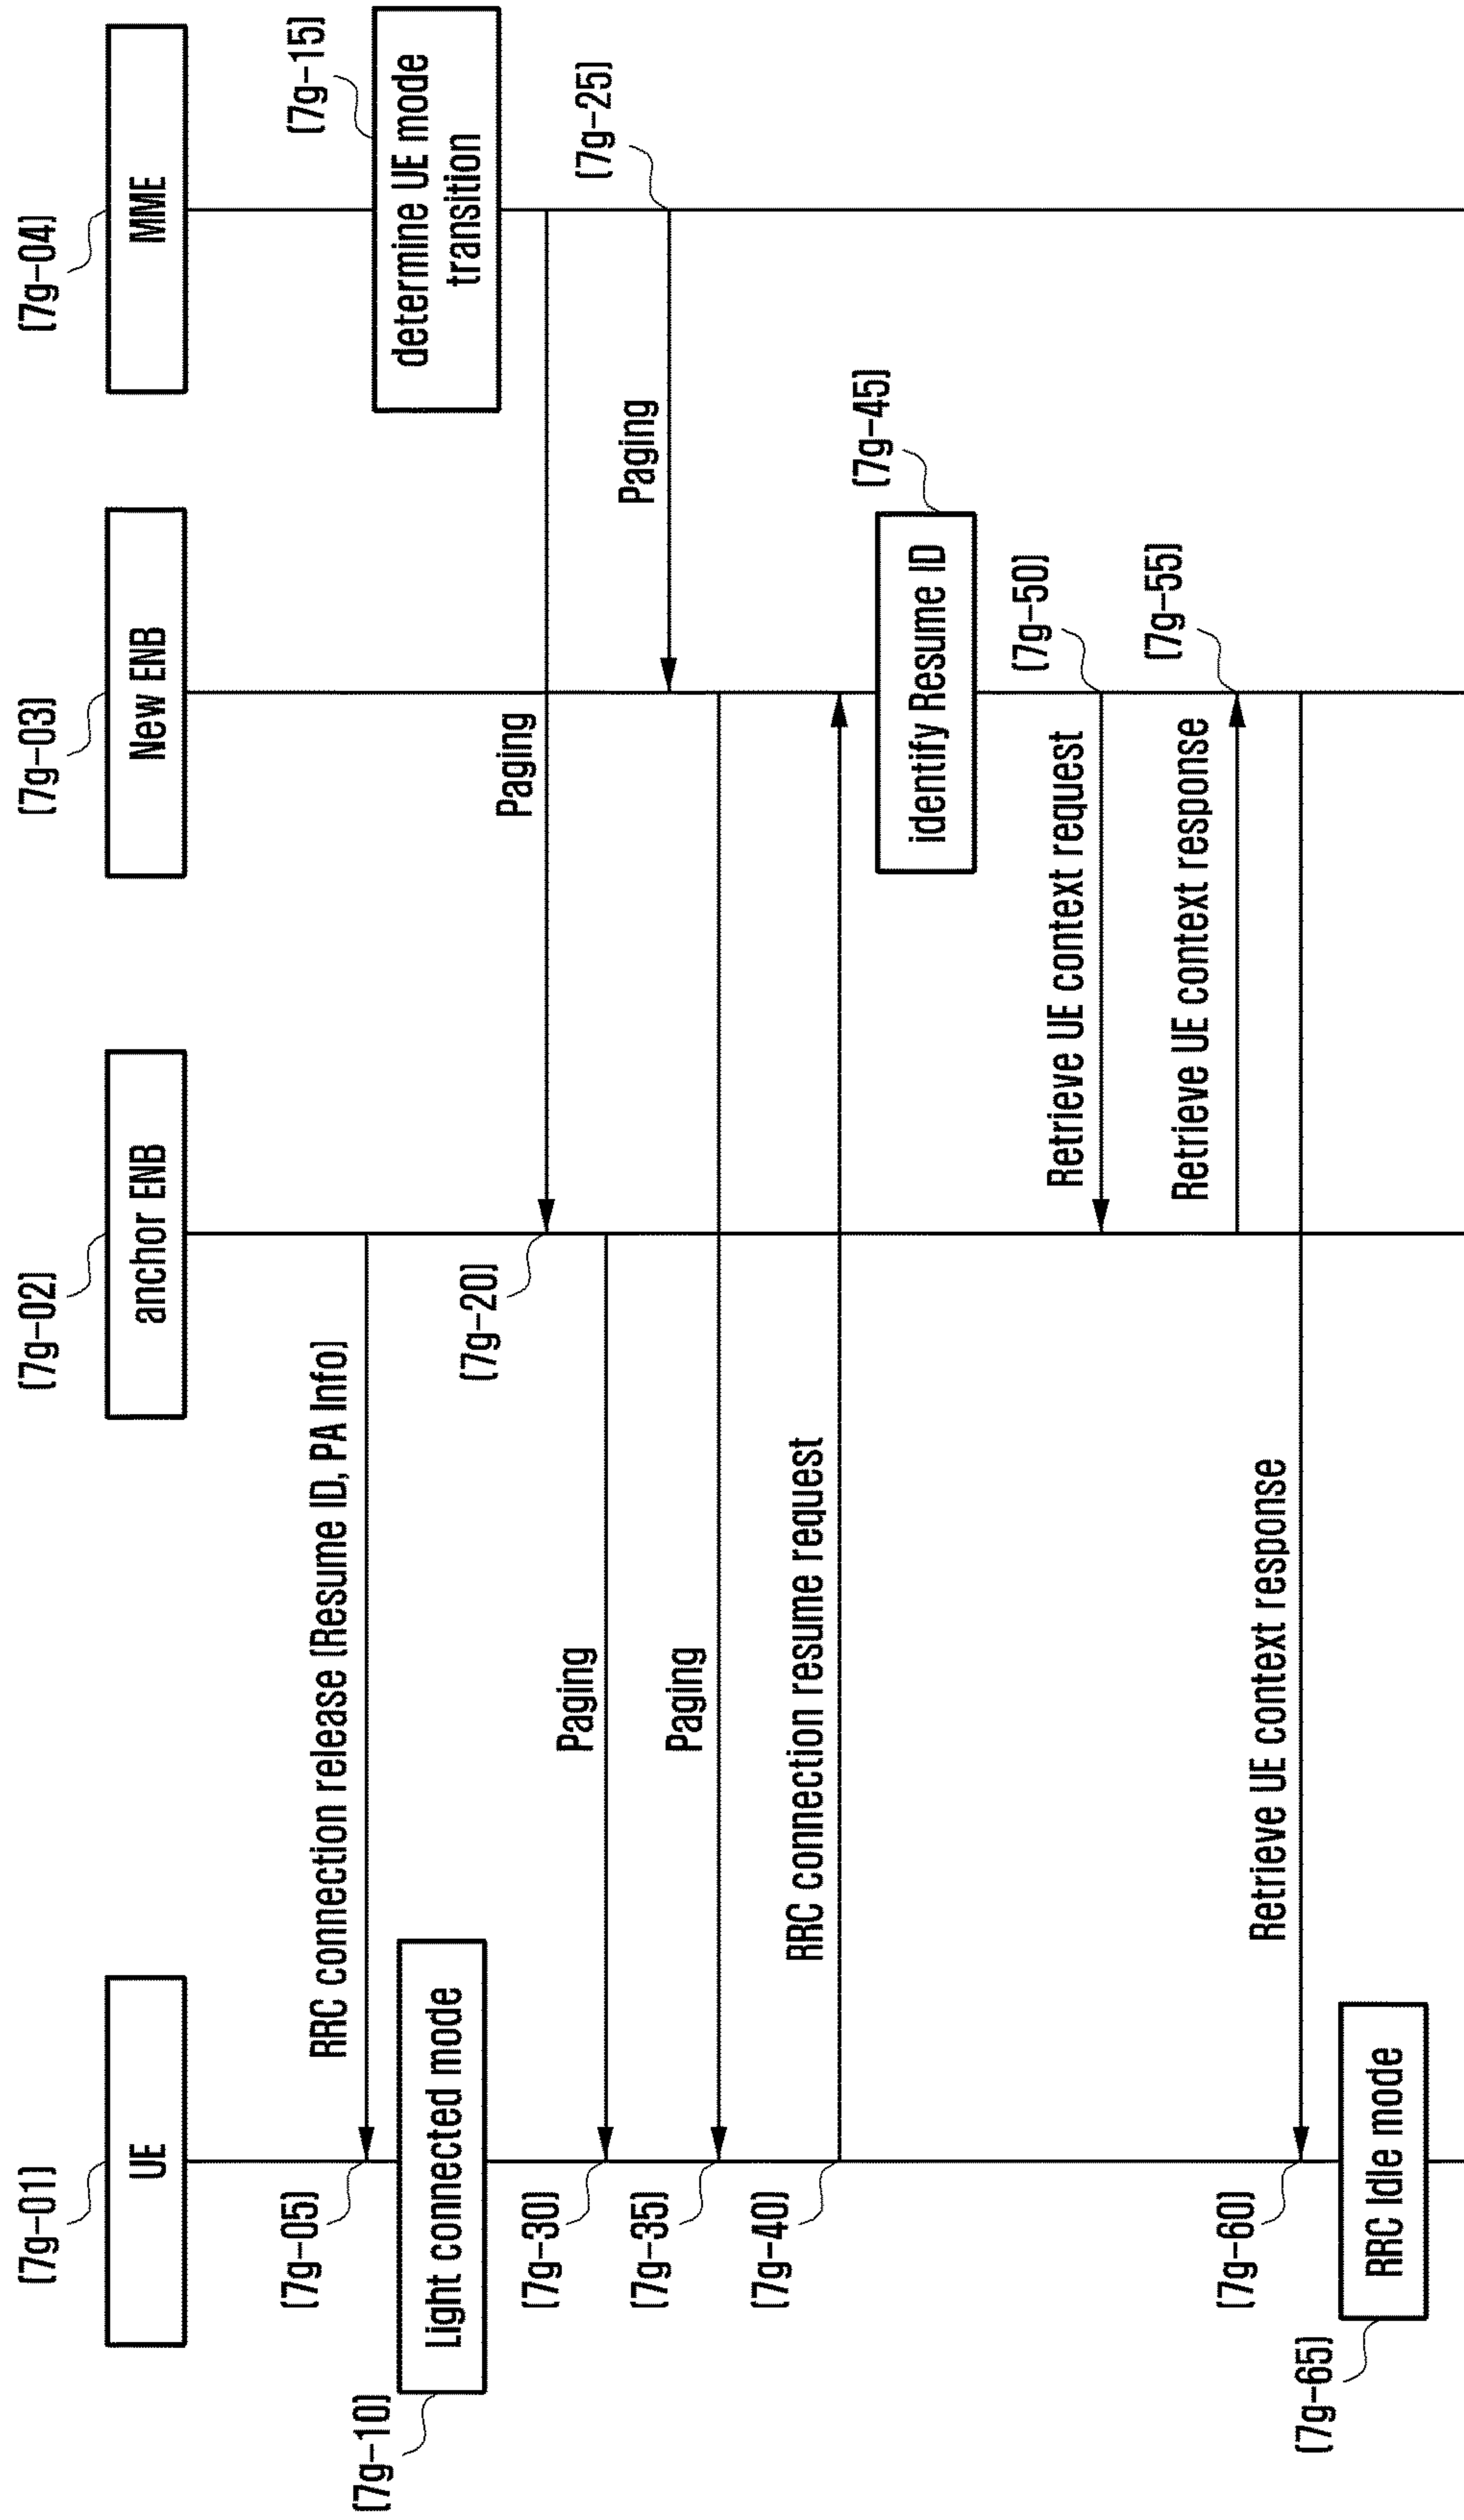 (7g-01)
(7g-02)
(7g-03)
(7g-04)
UE
anchor ENB
New ENB
MME
RRC connection release (Resume ID, PA Info)
(7g-05)
(7g-10)
Light connected mode
(7g-15)
determine UE mode
transition
Paging
(7g-20)
(7g-25)
Paging
Paging
(7g-30)
Paging
(7g-35)
RRC connection resume request
(7g-40)
(7g-45)
identify Resume ID
(7g-50)
Retrieve UE context request
(7g-55)
Retrieve UE context response
Retrieve UE context response
(7g-60)
(7g-65)
RRC Idle mode